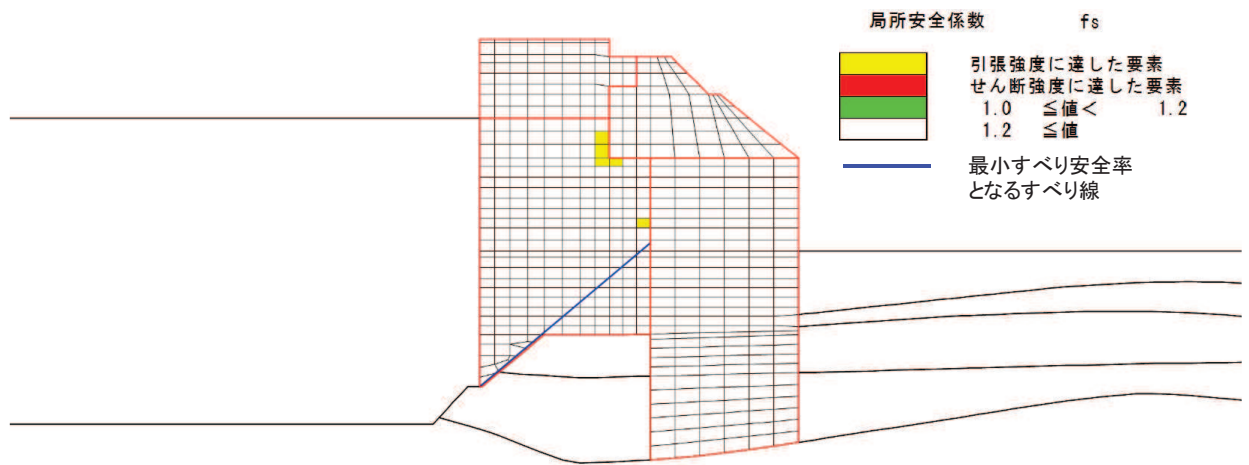 局所安全係数 fs
引張強度に達した要素
せん断強度に達した要素
1.0 ≦値< 1.2
1.2 ≦値
最小すべり安全率
となるすべり線